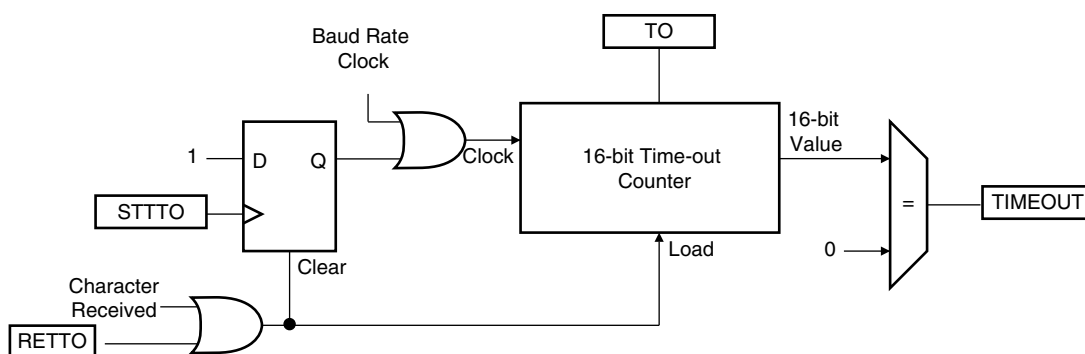 TO
Baud Rate
Clock
1
D
Q
Clock
16-bit Time-out
Counter
16-bit
Value
=
TIMEOUT
STTTO
Clear
Load
0
Character
Received
RETTO